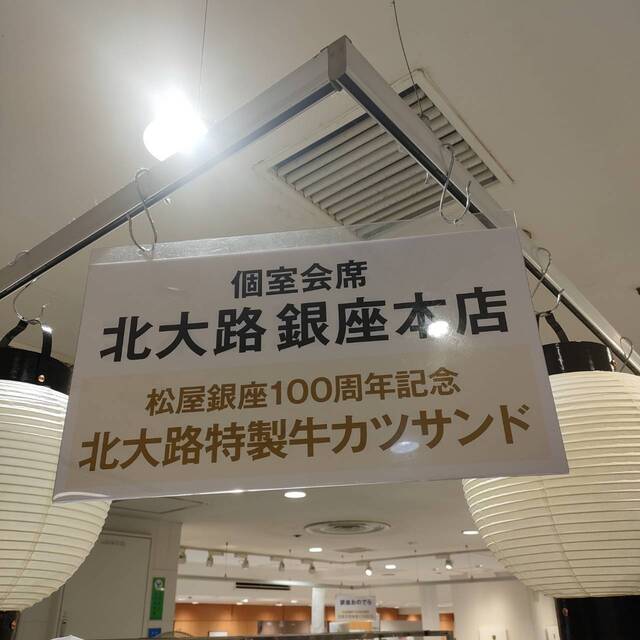 個室会席
北大路 銀座本店
松屋銀座100周年記念
北大路特製牛カツサンド